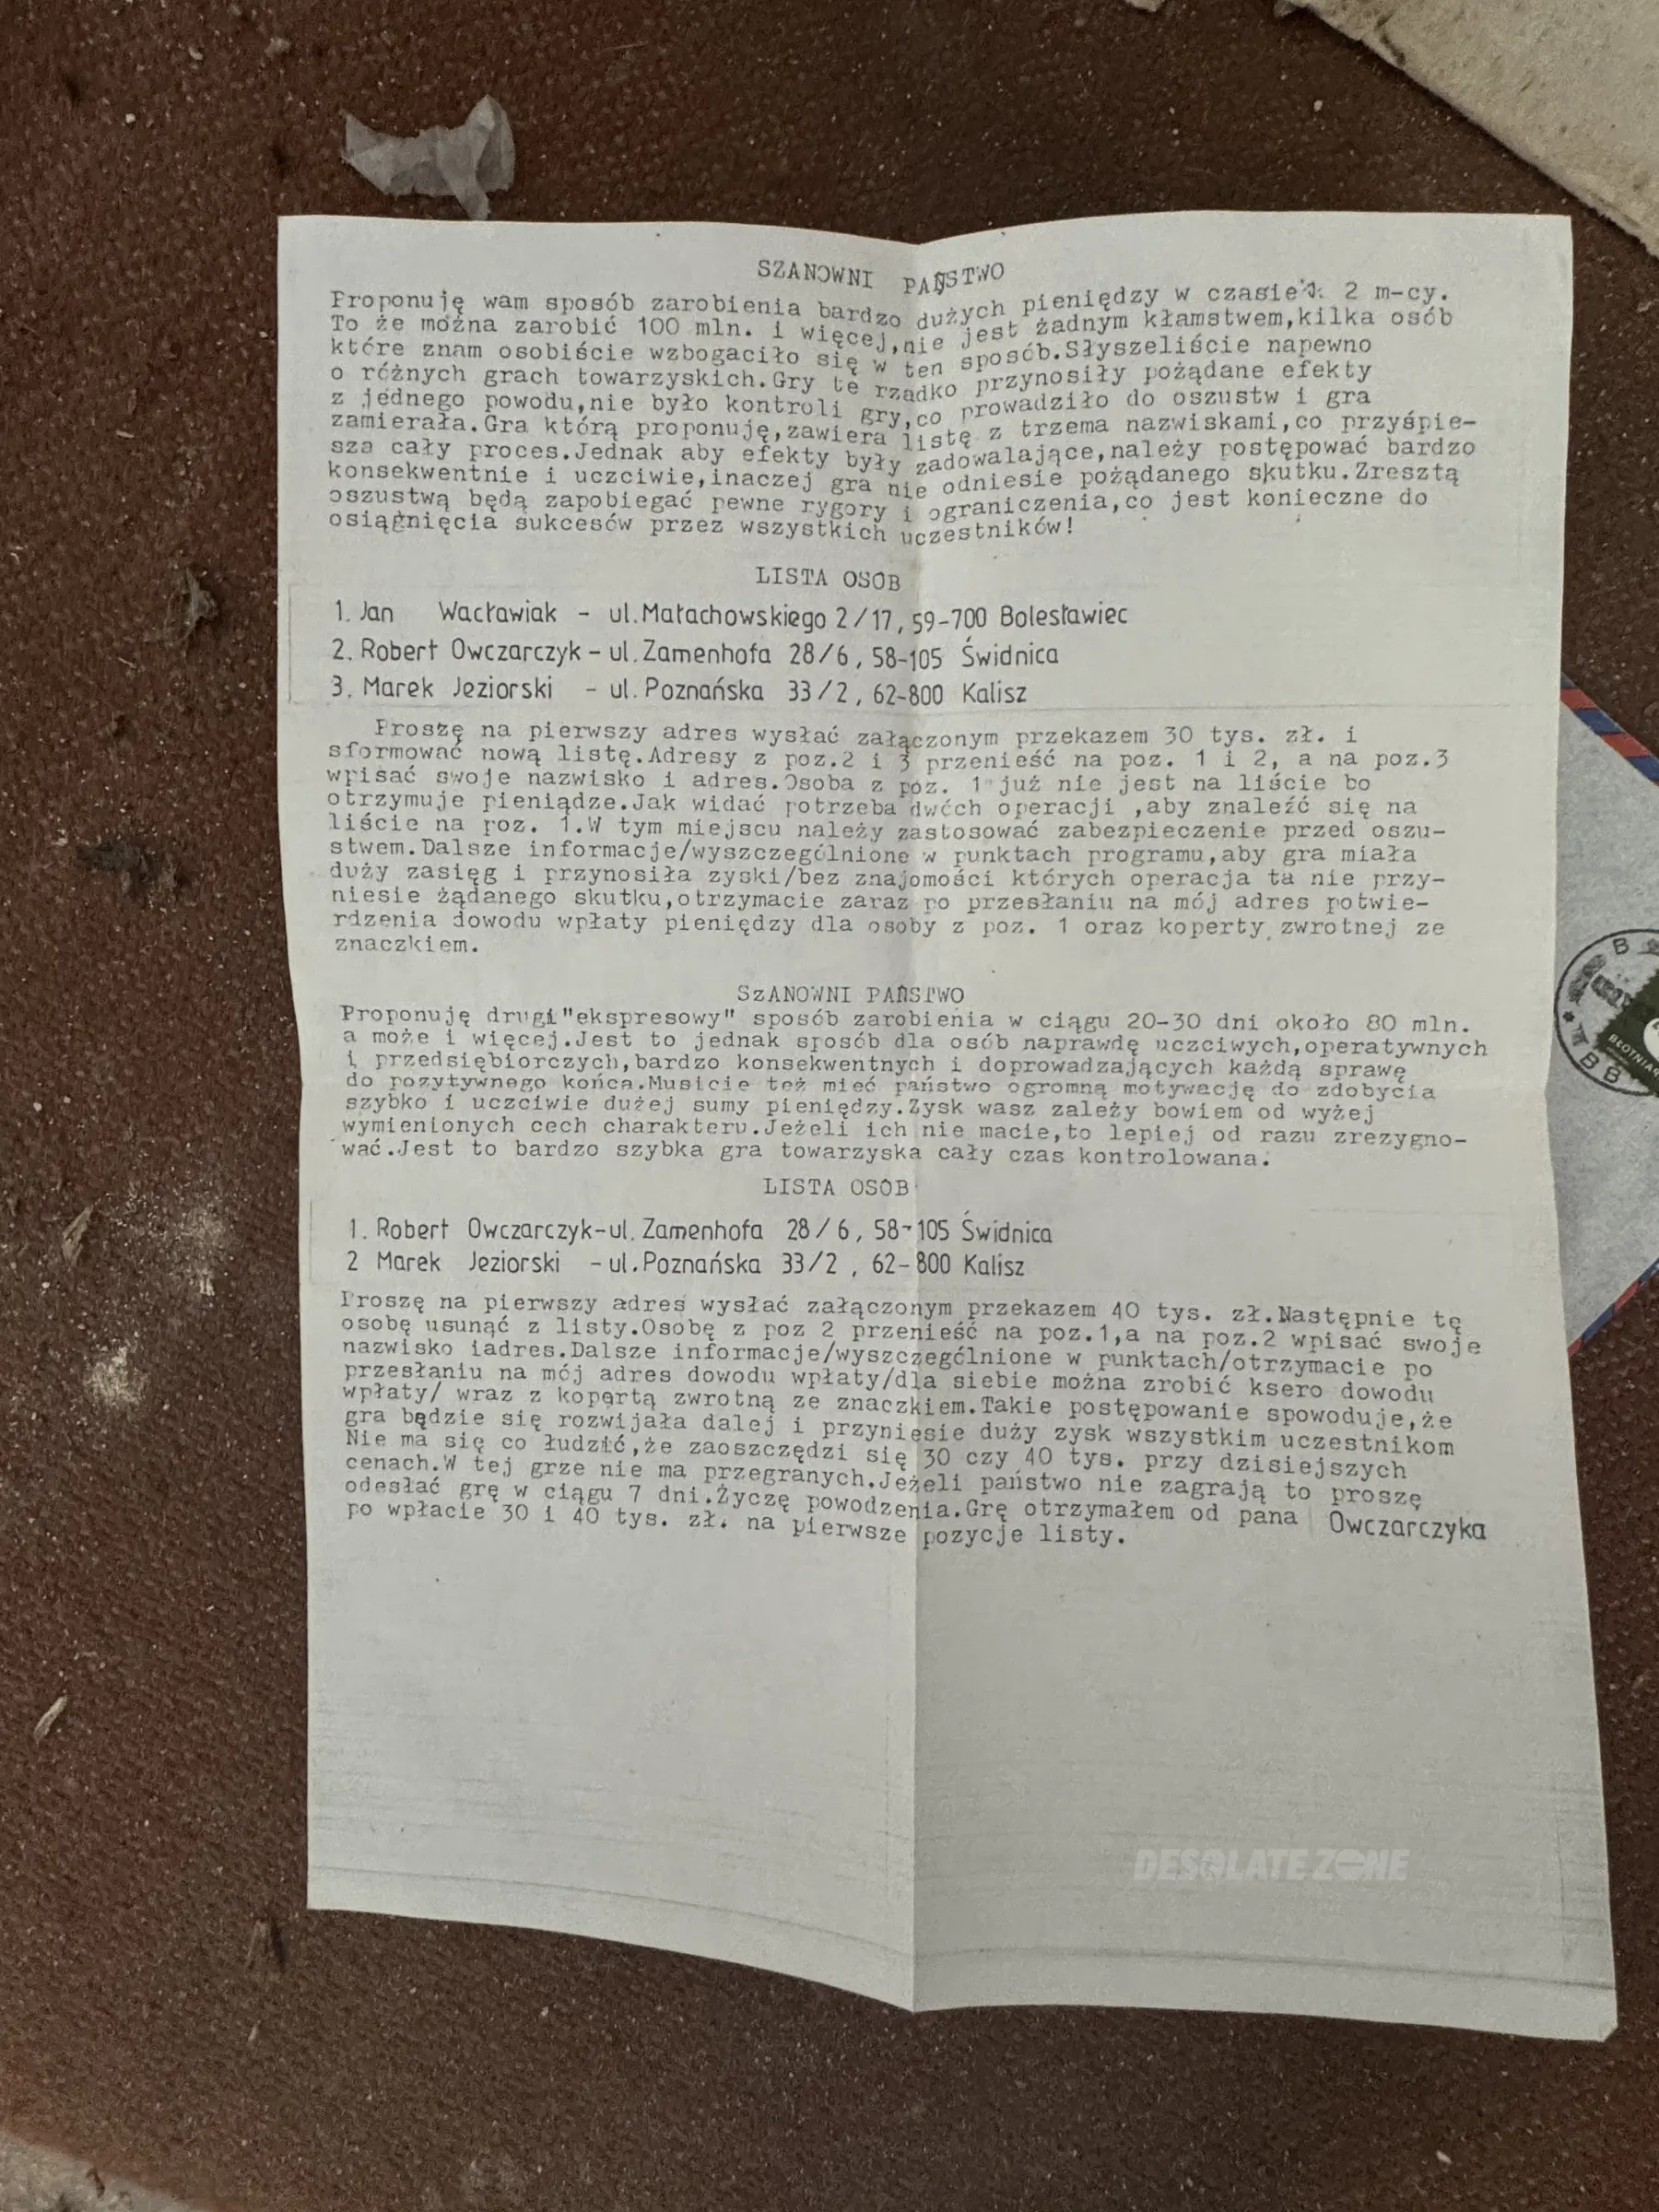 SZANOWNI PAŃSTWO
Proponuję wam sposób zarobienia bardzo dużych pieniędzy w czasie 2 m-cy.
To że można zarobić 100 mln. i więcej,nie jest żadnym kłamstwem,kilka osób
które znam osobiście wzbogaciło się w ten sposób.Słyszeliście napewno
o różnych grach towarzyskich.Gry te rzadko przynosiły pożądane efekty
z jednego powodu,nie było kontroli gry,co prowadziło do oszustw i gra
zamierała.Gra którą proponuję,zawiera listę z trzema nazwiskami,co przyśpie-
sza cały proces.Jednak aby efekty były zadowalające,należy postępować bardzo
konsekwentnie i uczciwie,inaczej gra nie odniesie pożądanego skutku.Zresztą
oszustwą będą zapobiegać pewne rygory i ograniczenia,co jest konieczne do
osiągnięcia sukcesów przez wszystkich uczestników!
LISTA OSÓB
1. Jan Wacławiak - ul.Małachowskiego 2/17, 59-700 Bolesławiec
2. Robert Owczarczyk - ul. Zamenhofa 28/6, 58-105 Świdnica
3. Marek Jeziorski - ul. Poznańska 33/2, 62-800 Kalisz
Proszę na pierwszy adres wysłać załączonym przekazem 30 tys. zł. i
sformować nową listę.Adresy z poz.2 i 3 przenieść na poz. 1 i 2, a na poz.3
wpisać swoje nazwisko i adres.Osoba z poz. 1 już nie jest na liście bo
otrzymuje pieniądze.Jak widać potrzeba dwóch operacji ,aby znaleźć się na
liście na poz. 1.W tym miejscu należy zastosować zabezpieczenie przed oszu-
stwem.Dalsze informacje/wyszczególnione w punktach programu,aby gra miała
duży zasięg i przynosiła zyski/bez znajomości których operacja ta nie przy-
niesie żądanego skutku,otrzymacie zaraz po przesłaniu na mój adres potwie-
rdzenia dowodu wpłaty pieniędzy dla osoby z poz. 1 oraz koperty zwrotnej ze
znaczkiem.
SzANOWNI PAŃSTWO
Proponuję drugi"ekspresowy" sposób zarobienia w ciągu 20-30 dni około 80 mln.
a może i więcej.Jest to jednak sposób dla osób naprawdę uczciwych,operatywnych
i przedsiębiorczych,bardzo konsekwentnych i doprowadzających każdą sprawę
do pozytywnego końca.Musicie też mieć państwo ogromną motywację do zdobycia
szybko i uczciwie dużej sumy pieniędzy.Zysk wasz zależy bowiem od wyżej
wymienionych cech charakteru.Jeżeli ich nie macie,to lepiej od razu zrezygno-
wać.Jest to bardzo szybka gra towarzyska cały czas kontrolowana.
LISTA OSÓB
1. Robert Owczarczyk-ul. Zamenhofa 28/6, 58-105 Świdnica
2 Marek Jeziorski - ul.Poznańska 33/2 , 62-800 Kalisz
Proszę na pierwszy adres wysłać załączonym przekazem 40 tys. zł.Następnie tę
osobę usunąć z listy.Osobę z poz 2 przenieść na poz.1,a na poz.2 wpisać swoje
nazwisko iadres.Dalsze informacje/wyszczególnione w punktach/otrzymacie po
przesłaniu na mój adres dowodu wpłaty/dla siebie można zrobić ksero dowodu
wpłaty/ wraz z kopertą zwrotną ze znaczkiem.Takie postępowanie spowoduje,że
gra będzie się rozwijała dalej i przyniesie duży zysk wszystkim uczestnikom
Nie ma się co łudzić,że zaoszczędzi się 30 czy 40 tys. przy dzisiejszych
cenach.W tej grze nie ma przegranych.Jeżeli państwo nie zagrają to proszę
odesłać grę w ciągu 7 dni.Życzę powodzenia.Grę otrzymałem od pana Owczarczyka
po wpłacie 30 i 40 tys. zł. na pierwsze pozycje listy.
DESOLATE ZONE